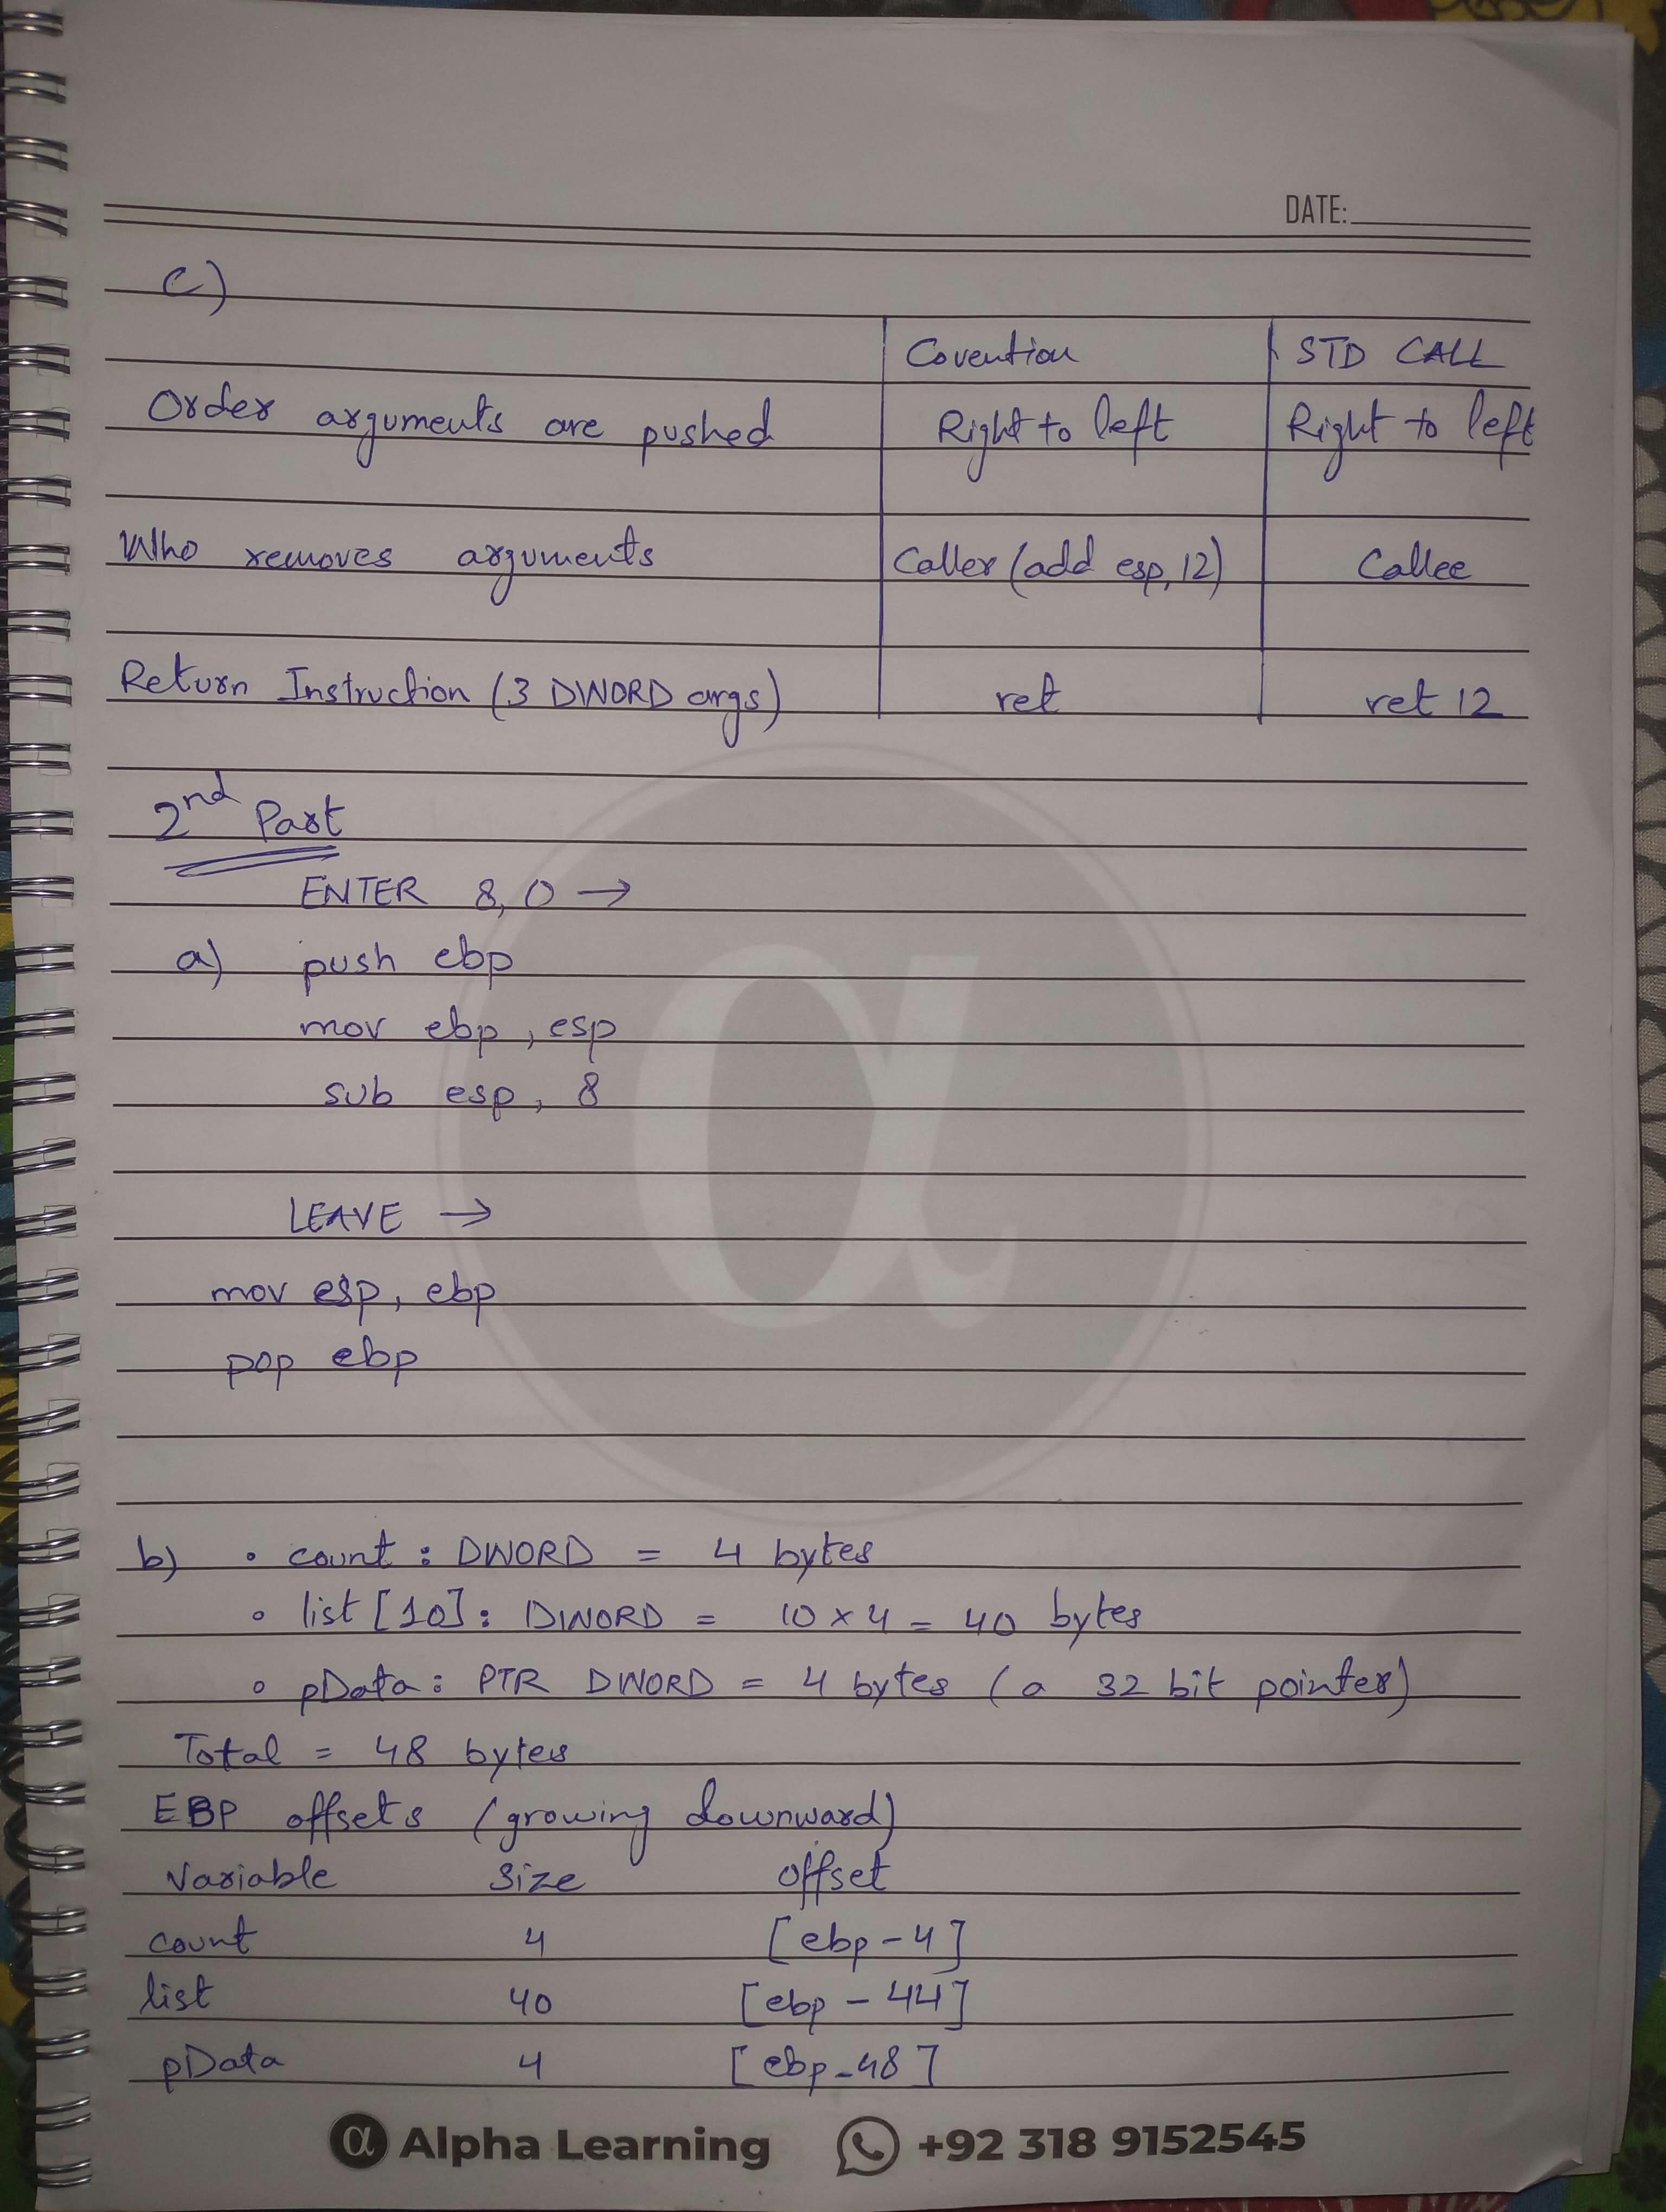 DATE:
c)
Covention STD CALL
Order arguments are pushed Right to left Right to left
Who removes arguments Caller (add esp, 12) Callee
Return Instruction (3 DWORD args) ret ret 12
2nd Part
ENTER 8, 0 →
a) push ebp
mov ebp, esp
sub esp, 8
LEAVE →
mov esp, ebp
pop ebp
b) • count : DWORD = 4 bytes
• list [10] : DWORD = 10 x 4 = 40 bytes
• pData : PTR DWORD = 4 bytes (a 32 bit pointer)
Total = 48 bytes
EBP offsets (growing downward)
Variable Size offset
count 4 [ebp - 4]
list 40 [ebp - 44]
pData 4 [ebp - 48]
α Alpha Learning +92 318 9152545